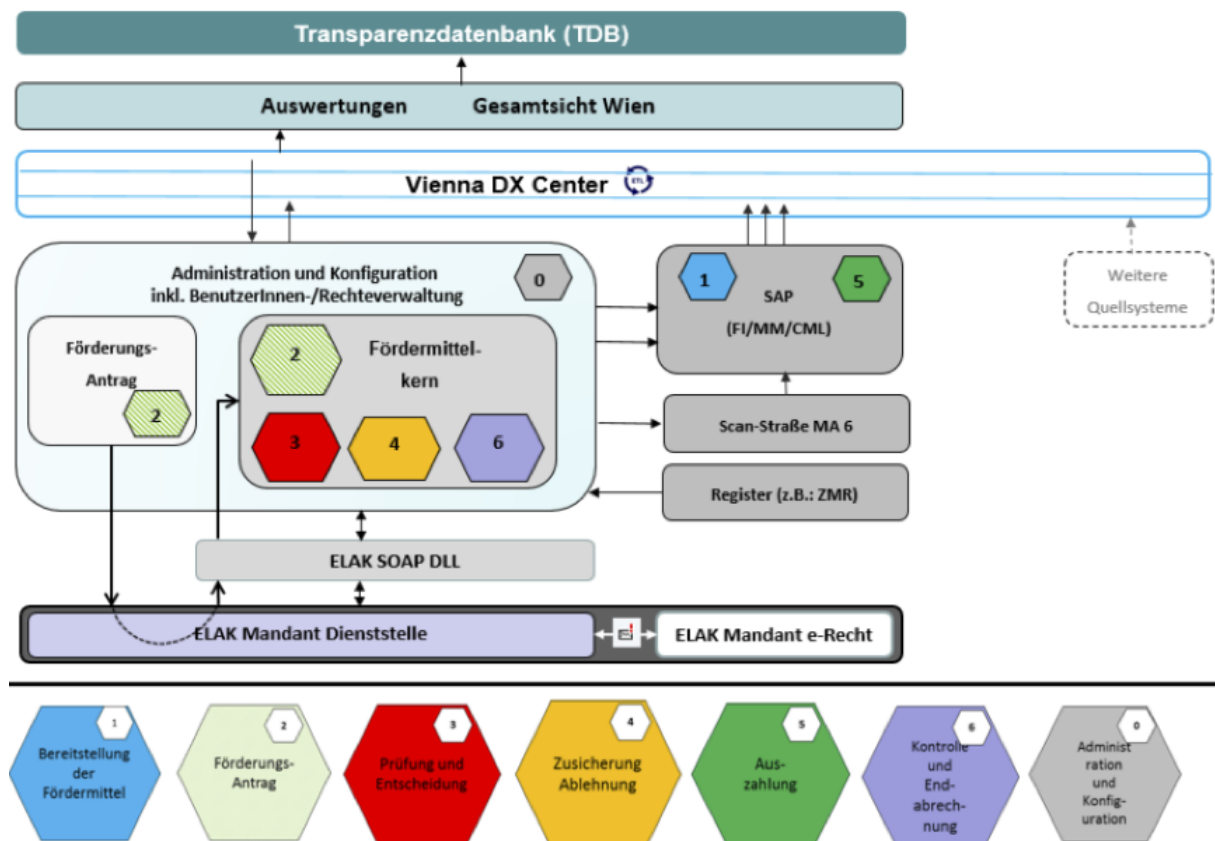 Transparenzdatenbank (TDB)
Auswertungen Gesamtsicht Wien
Vienna DX Center ETL
Administration und Konfiguration
inkl. BenutzerInnen-/Rechteverwaltung
0
Förderungs-
Antrag
2
2
Fördermittel-
kern
3
4
6
1
5
SAP
(FI/MM/CML)
Weitere
Quellsysteme
Scan-Straße MA 6
Register (z.B.: ZMR)
ELAK SOAP DLL
ELAK Mandant Dienststelle
ELAK Mandant e-Recht
1
Bereitstellung
der
Fördermittel
2
Förderungs-
Antrag
3
Prüfung und
Entscheidung
4
Zusicherung
Ablehnung
5
Aus-
zahlung
6
Kontrolle
und
End-
abrech-
nung
0
Administ
ration
und
Konfig-
uration